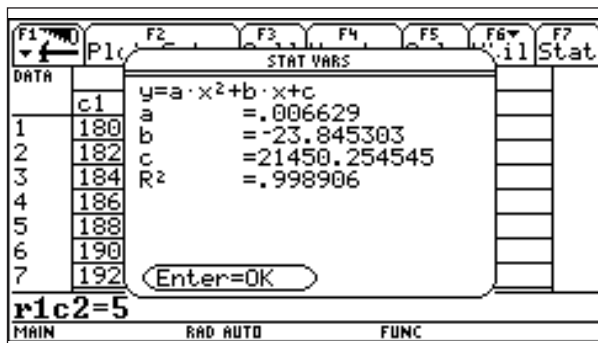 F1 F2 F3 F4 F5 F6▾ F7
Stat
STAT VARS
DATA
y=a·x²+b·x+c
c1
a =.006629
1 180
b =⁻23.845303
2 182
c =21450.254545
3 184
R² =.998906
4 186
5 188
6 190
7 192
Enter=OK
r1c2=5
MAIN RAD AUTO FUNC